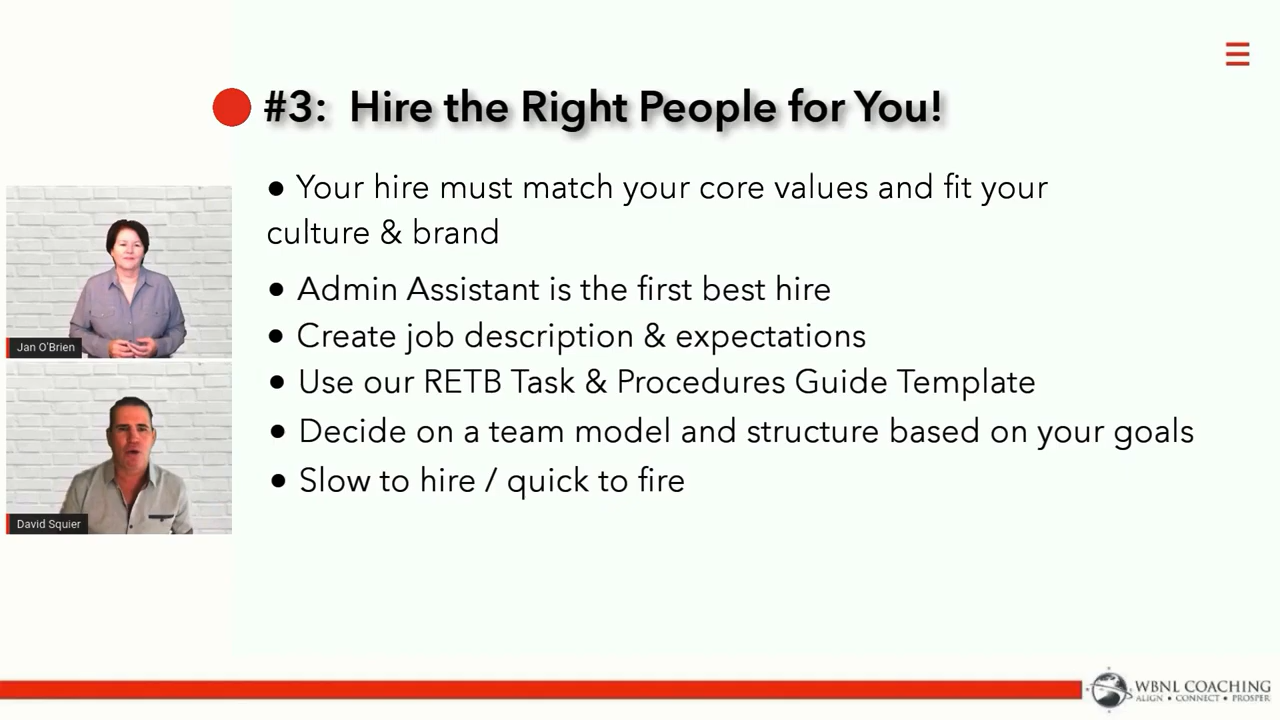 #3: Hire the Right People for You!
● Your hire must match your core values and fit your
culture & brand
● Admin Assistant is the first best hire
● Create job description & expectations
● Use our RETB Task & Procedures Guide Template
● Decide on a team model and structure based on your goals
● Slow to hire / quick to fire
Jan O'Brien
David Squier
WBNL COACHING
ALIGN • CONNECT • PROSPER